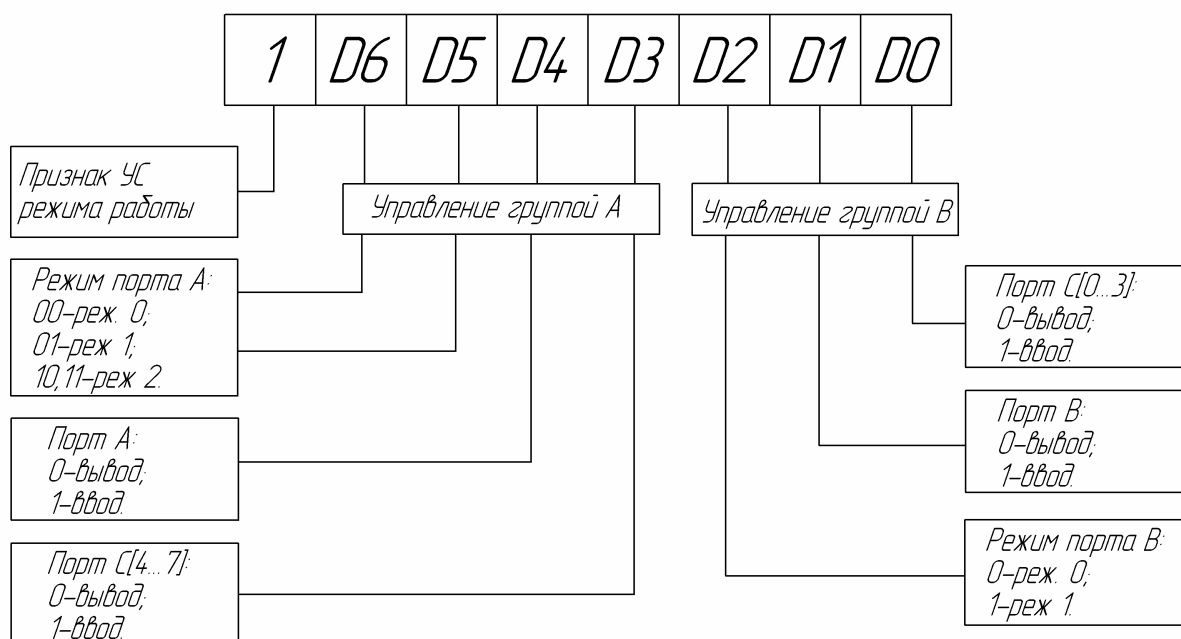 1 D6 D5 D4 D3 D2 D1 D0
Признак УС
режима работы
Управление группой А
Управление группой В
Режим порта А:
00-реж. 0;
01-реж 1;
10,11-реж 2.
Порт А:
0-вывод;
1-ввод.
Порт С[4...7]:
0-вывод;
1-ввод.
Порт С[0...3]:
0-вывод;
1-ввод.
Порт В:
0-вывод;
1-ввод.
Режим порта В:
0-реж. 0;
1-реж 1.